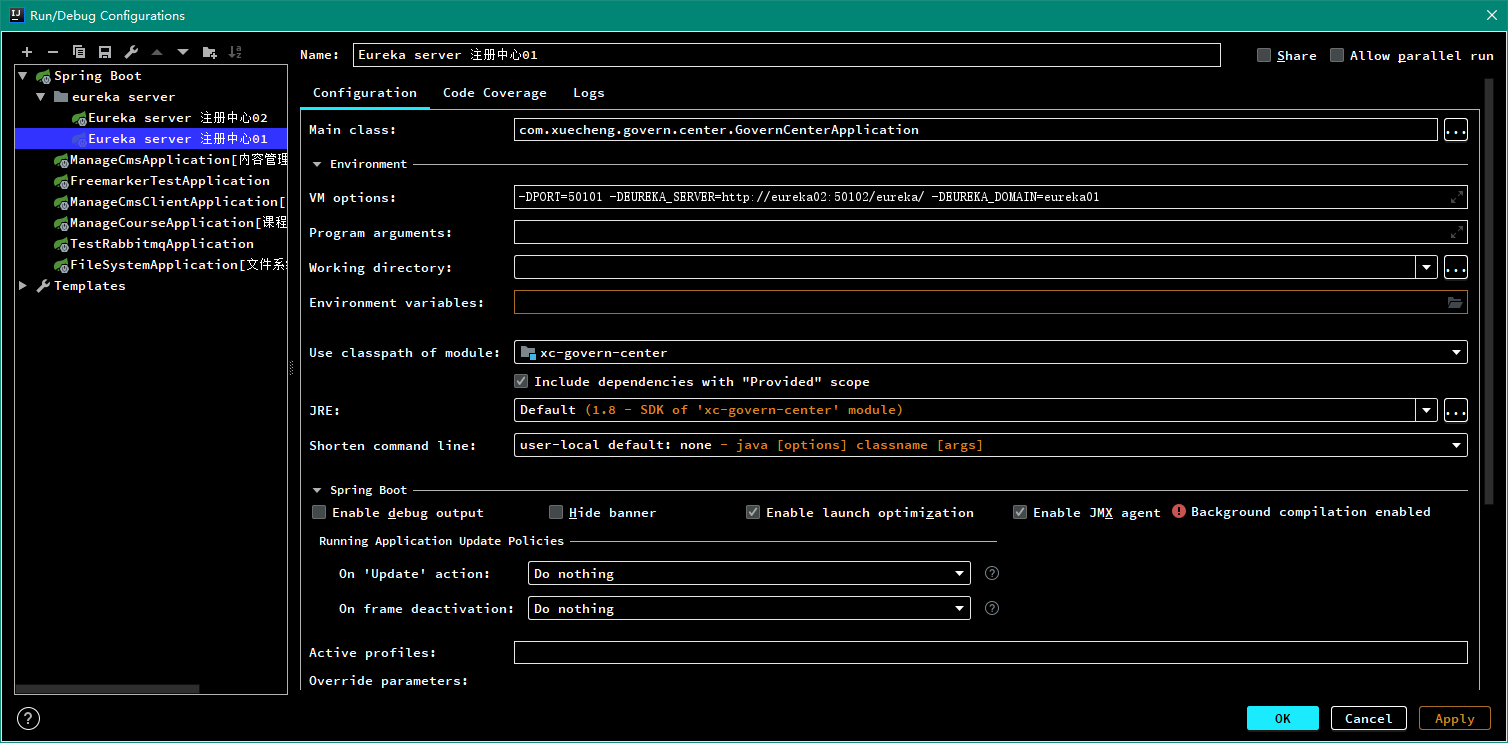 Run/Debug Configurations
Name: Eureka server 注册中心01
Share
Allow parallel run
Spring Boot
eureka server
Eureka server 注册中心02
Eureka server 注册中心01
ManageCmsApplication[内容管理
FreemarkerTestApplication
ManageCmsClientApplication[
ManageCourseApplication[课程
TestRabbitmqApplication
FileSystemApplication[文件系
Templates
Configuration Code Coverage Logs
Main class: com.xuecheng.govern.center.GovernCenterApplication ...
Environment
VM options: -DPORT=50101 -DEUREKA_SERVER=http://eureka02:50102/eureka/ -DEUREKA_DOMAIN=eureka01
Program arguments:
Working directory: ...
Environment variables:
Use classpath of module: xc-govern-center
Include dependencies with "Provided" scope
JRE: Default (1.8 - SDK of 'xc-govern-center' module) ...
Shorten command line: user-local default: none - java [options] classname [args]
Spring Boot
Enable debug output Hide banner Enable launch optimization Enable JMX agent Background compilation enabled
Running Application Update Policies
On 'Update' action: Do nothing
On frame deactivation: Do nothing
Active profiles:
Override parameters:
OK Cancel Apply